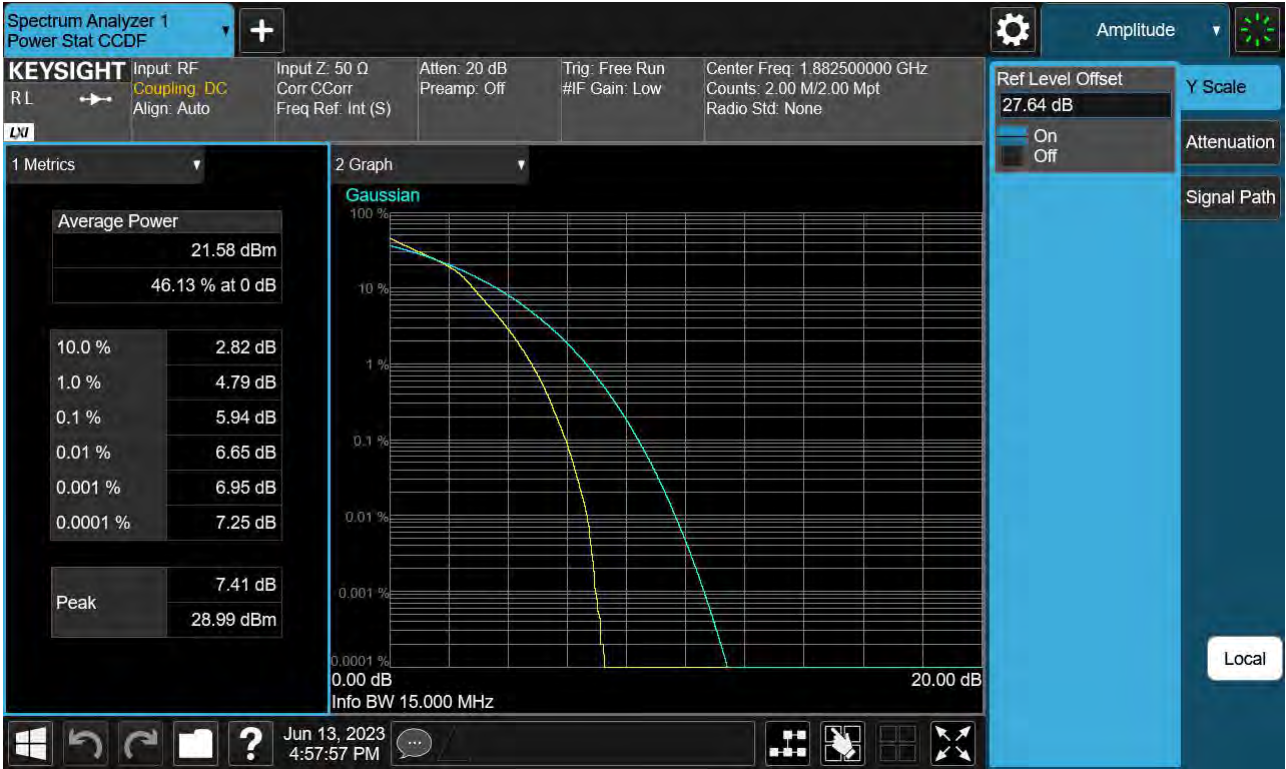 Spectrum Analyzer 1
Power Stat CCDF
+
Amplitude
KEYSIGHT
R L
LXI
Input: RF
Coupling: DC
Align: Auto
Input Z: 50 Ω
Corr CCorr
Freq Ref: Int (S)
Atten: 20 dB
Preamp: Off
Trig: Free Run
#IF Gain: Low
Center Freq: 1.882500000 GHz
Counts: 2.00 M/2.00 Mpt
Radio Std: None
Ref Level Offset
27.64 dB
On
Off
Y Scale
Attenuation
Signal Path
Local
1 Metrics
Average Power
21.58 dBm
46.13 % at 0 dB
10.0 % 2.82 dB
1.0 % 4.79 dB
0.1 % 5.94 dB
0.01 % 6.65 dB
0.001 % 6.95 dB
0.0001 % 7.25 dB
Peak
7.41 dB
28.99 dBm
2 Graph
Gaussian
100 %
10 %
1 %
0.1 %
0.01 %
0.001 %
0.0001 %
0.00 dB 20.00 dB
Info BW 15.000 MHz
?
Jun 13, 2023
4:57:57 PM